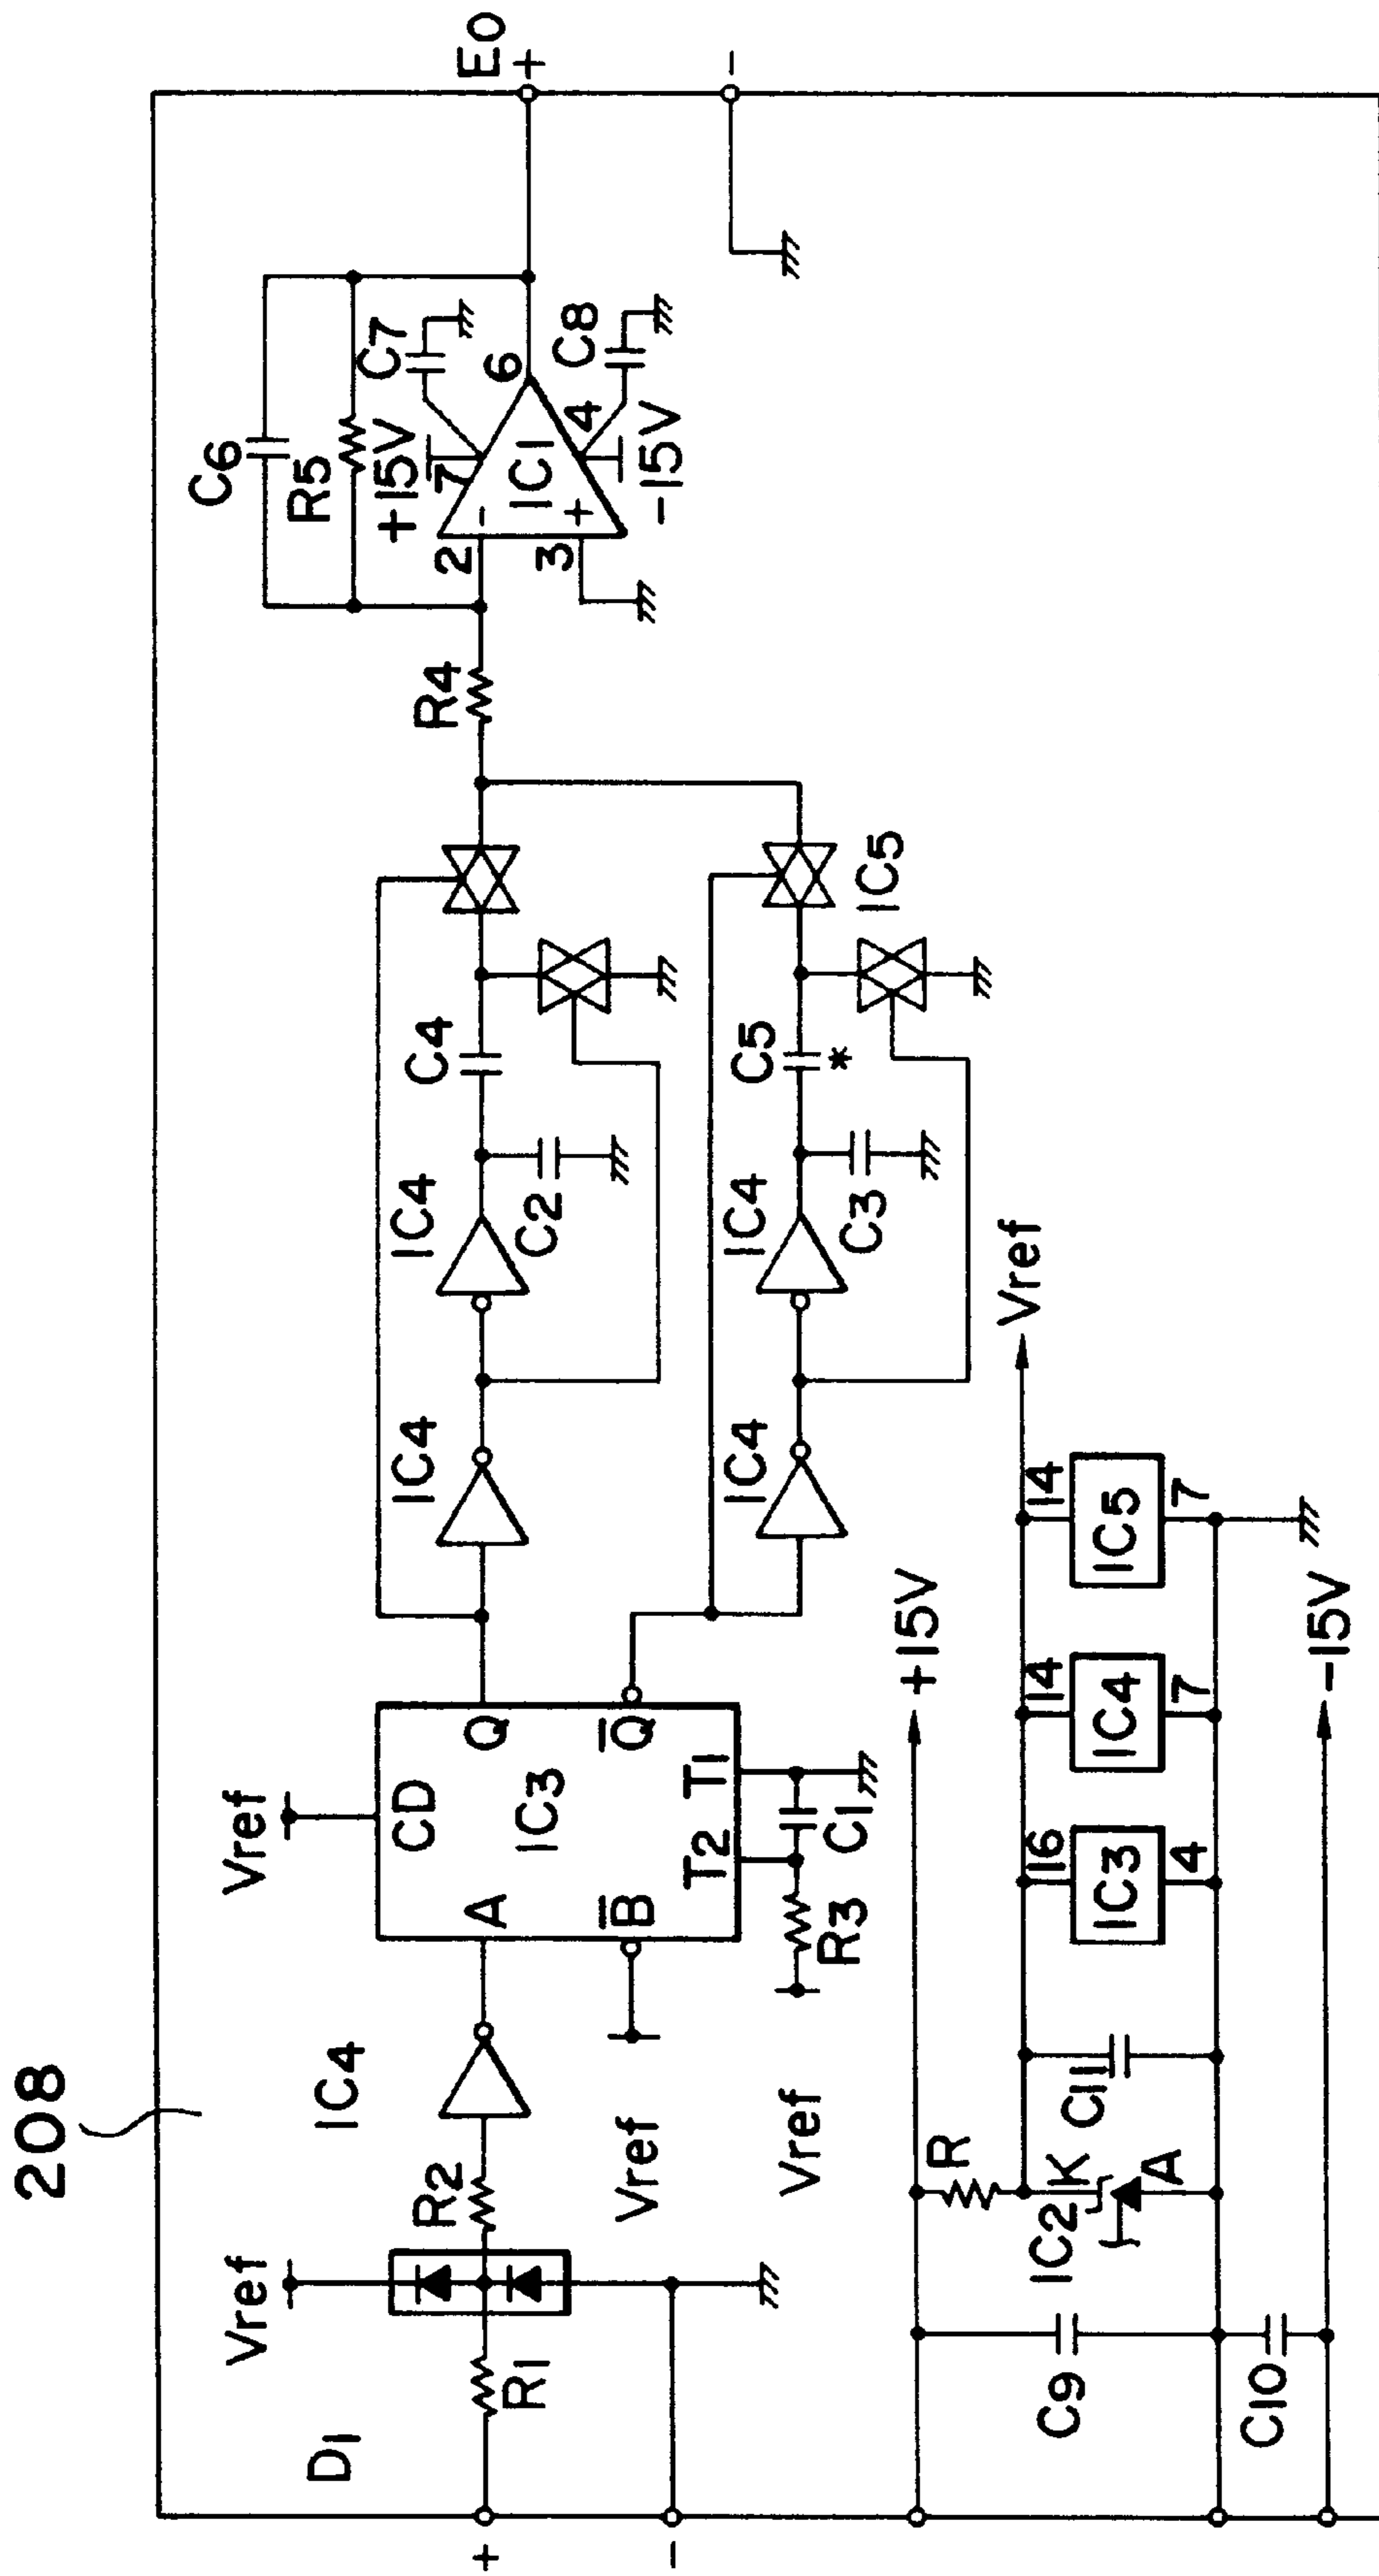 208
D1
+
-
R1
Vref
R2
IC4
Vref
A
B
CD
IC3
Q
Q
T2
T1
Vref
Vref
R3
C1
IC4
IC4
C2
C4
IC4
IC4
C3
C5
*
IC5
R4
C6
R5
+15V
7
C7
2
-
3
+
IC1
6
4
C8
-15V
E0
+
-
C9
C10
R
IC2
K
A
C11
+15V
-15V
16
IC3
4
14
IC4
7
14
IC5
7
Vref